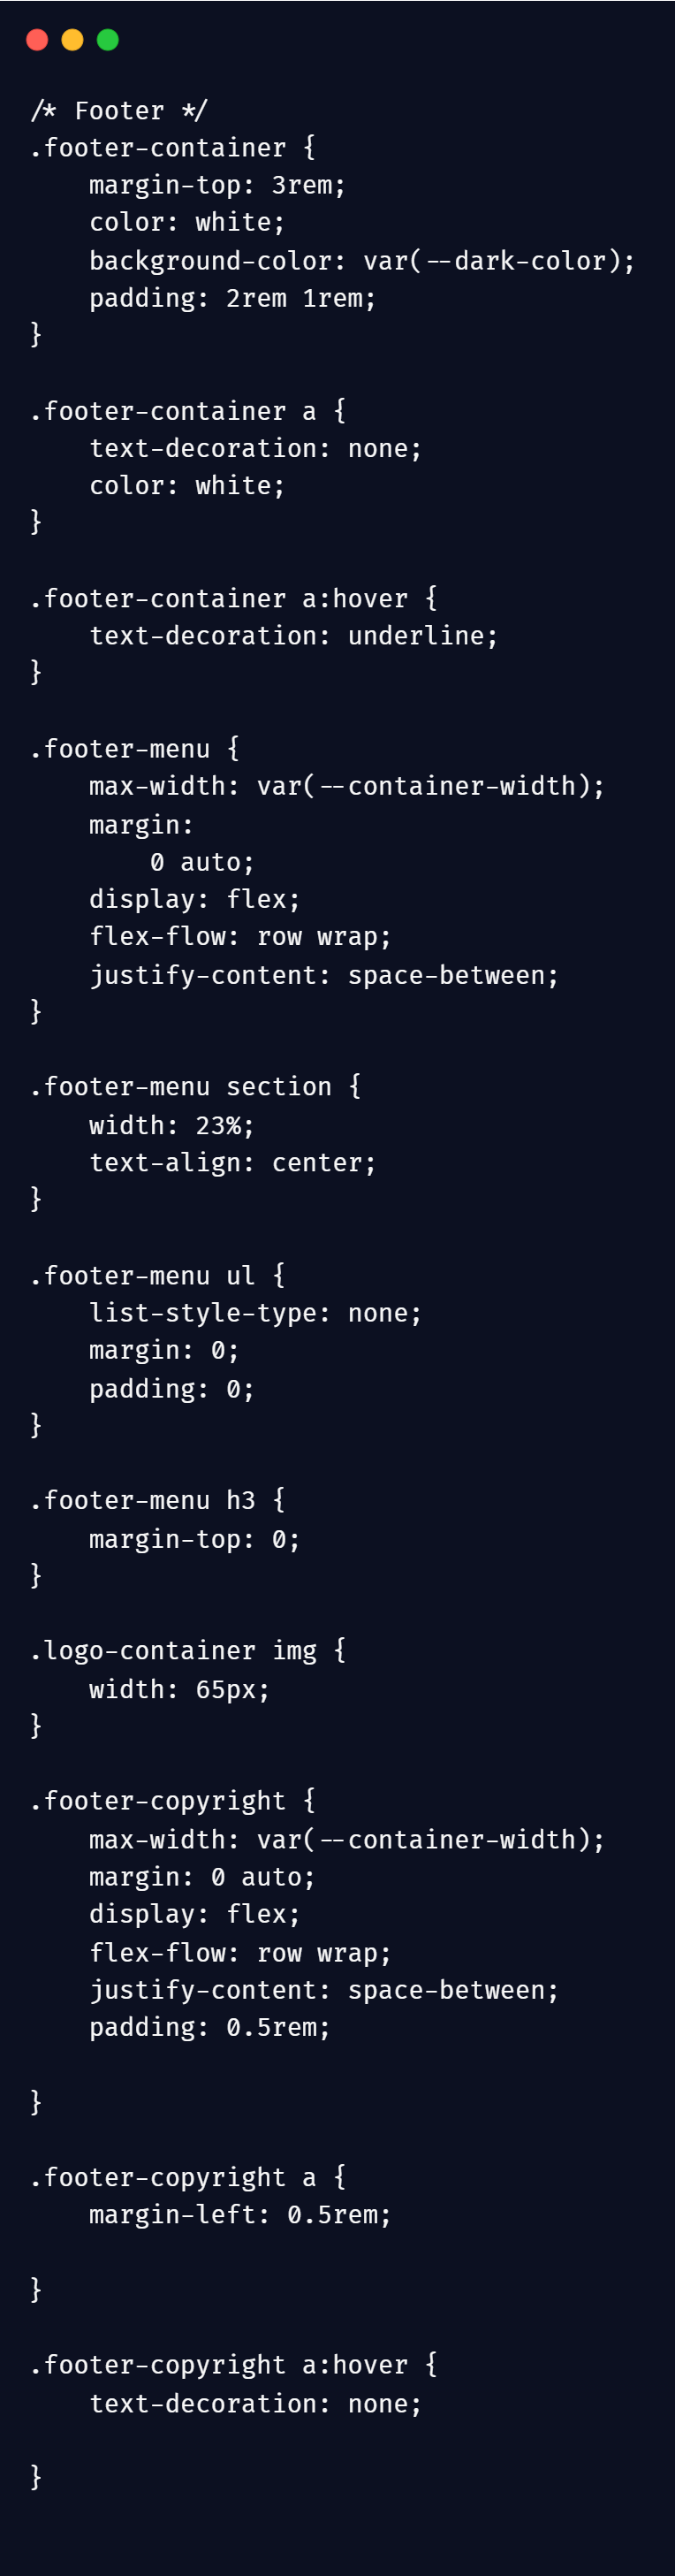 /* Footer */
.footer-container {
    margin-top: 3rem;
    color: white;
    background-color: var(--dark-color);
    padding: 2rem 1rem;
}

.footer-container a {
    text-decoration: none;
    color: white;
}

.footer-container a:hover {
    text-decoration: underline;
}

.footer-menu {
    max-width: var(--container-width);
    margin:
        0 auto;
    display: flex;
    flex-flow: row wrap;
    justify-content: space-between;
}

.footer-menu section {
    width: 23%;
    text-align: center;
}

.footer-menu ul {
    list-style-type: none;
    margin: 0;
    padding: 0;
}

.footer-menu h3 {
    margin-top: 0;
}

.logo-container img {
    width: 65px;
}

.footer-copyright {
    max-width: var(--container-width);
    margin: 0 auto;
    display: flex;
    flex-flow: row wrap;
    justify-content: space-between;
    padding: 0.5rem;

}

.footer-copyright a {
    margin-left: 0.5rem;

}

.footer-copyright a:hover {
    text-decoration: none;

}